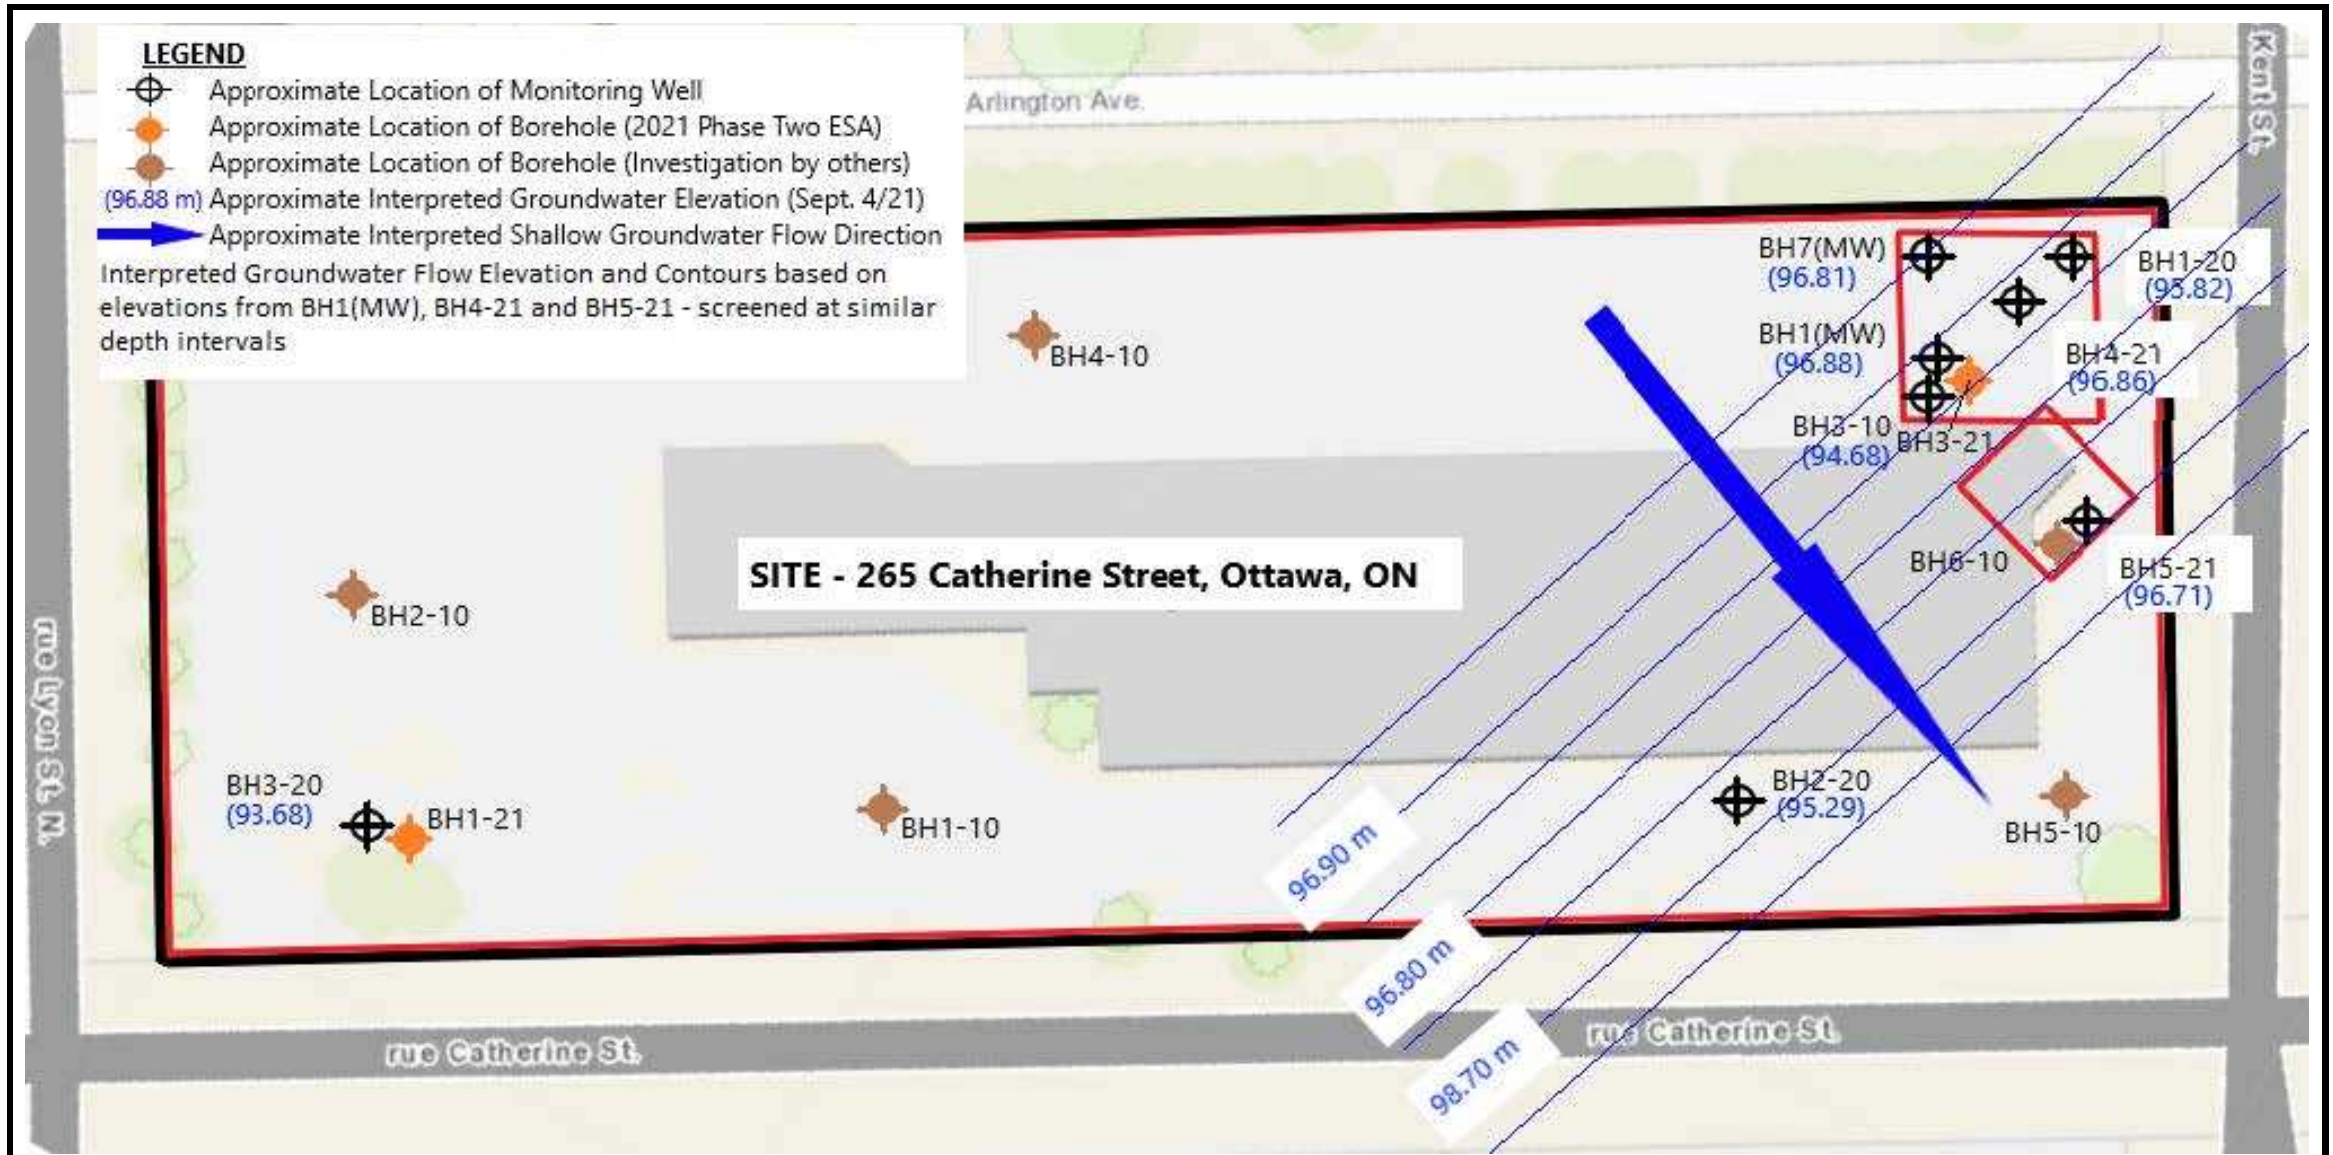 LEGEND
Approximate Location of Monitoring Well
Approximate Location of Borehole (2021 Phase Two ESA)
Approximate Location of Borehole (Investigation by others)
(96.88 m) Approximate Interpreted Groundwater Elevation (Sept. 4/21)
Approximate Interpreted Shallow Groundwater Flow Direction
Interpreted Groundwater Flow Elevation and Contours based on
elevations from BH1(MW), BH4-21 and BH5-21 - screened at similar
depth intervals
Arlington Ave.
Kent St.
BH7(MW)
(96.81)
BH1-20
(95.82)
BH1(MW)
(96.88)
BH4-21
(96.86)
BH4-10
BH3-10
(94.68)
BH3-21
SITE - 265 Catherine Street, Ottawa, ON
BH6-10
BH5-21
(96.71)
BH2-10
rue Lyon St. N.
BH3-20
(93.68)
BH1-21
BH1-10
BH2-20
(95.29)
BH5-10
96.90 m
96.80 m
98.70 m
rue Catherine St.
rue Catherine St.